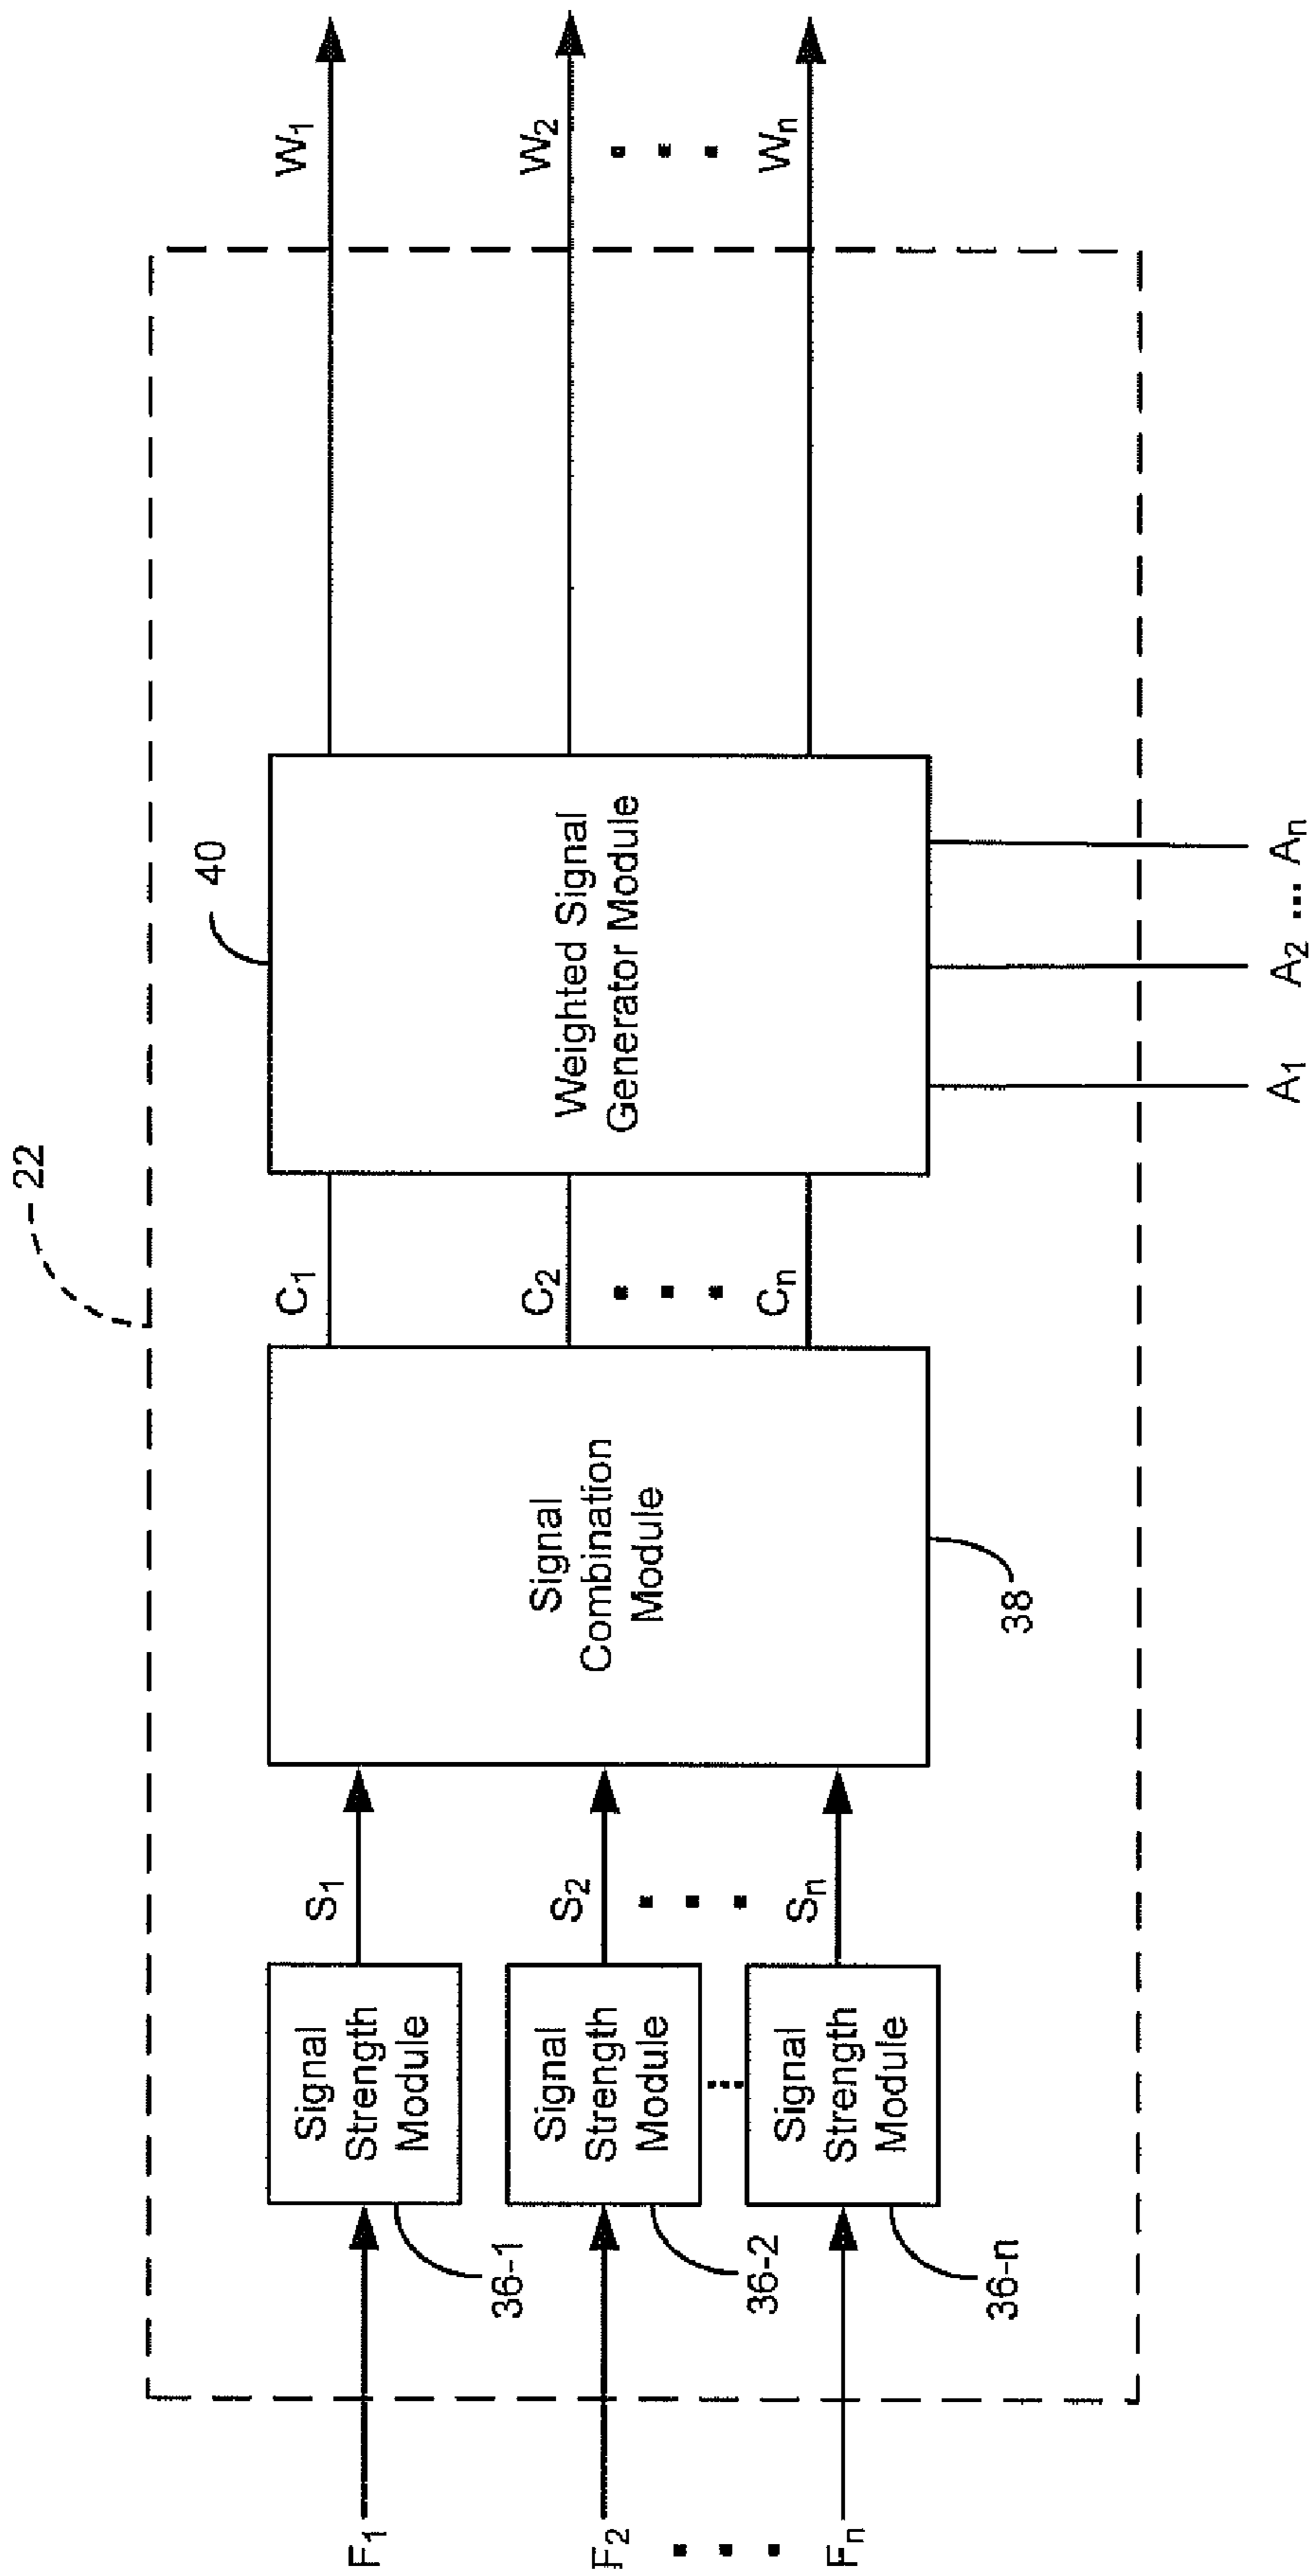 22
F1
F2
Fn
Signal
Strength
Module
36-1
Signal
Strength
Module
36-2
Signal
Strength
Module
36-n
S1
S2
Sn
Signal
Combination
Module
38
C1
C2
Cn
40
Weighted Signal
Generator Module
A1 A2 ... An
W1
W2
Wn